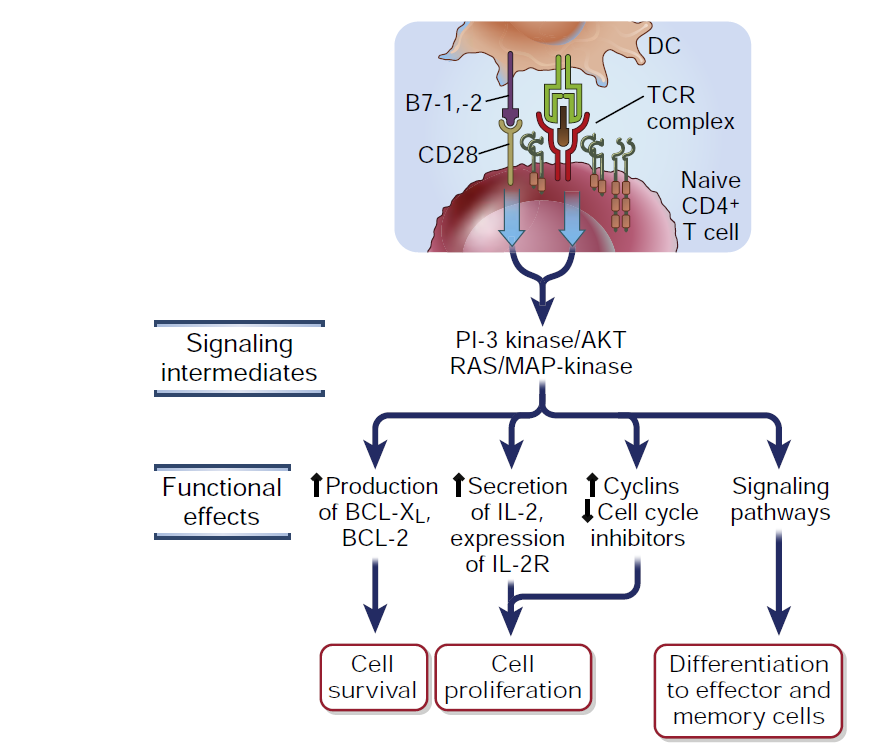 DC
B7-1,-2
TCR
complex
CD28
Naive
CD4+
T cell
Signaling
intermediates
PI-3 kinase/AKT
RAS/MAP-kinase
Functional
effects
Production
of BCL-XL,
BCL-2
Secretion
of IL-2,
expression
of IL-2R
Cyclins
Cell cycle
inhibitors
Signaling
pathways
Cell
survival
Cell
proliferation
Differentiation
to effector and
memory cells